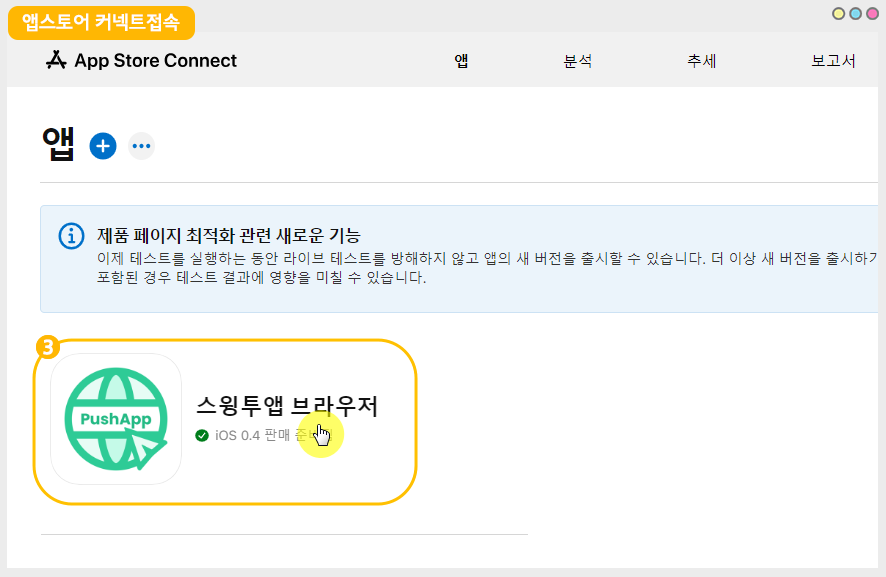 앱스토어 커넥트접속
App Store Connect 앱 분석 추세 보고서
앱
제품 페이지 최적화 관련 새로운 기능
이제 테스트를 실행하는 동안 라이브 테스트를 방해하지 않고 앱의 새 버전을 출시할 수 있습니다. 더 이상 새 버전을 출시하기
포함된 경우 테스트 결과에 영향을 미칠 수 있습니다.
3
PushApp
스윙투앱 브라우저
iOS 0.4 판매